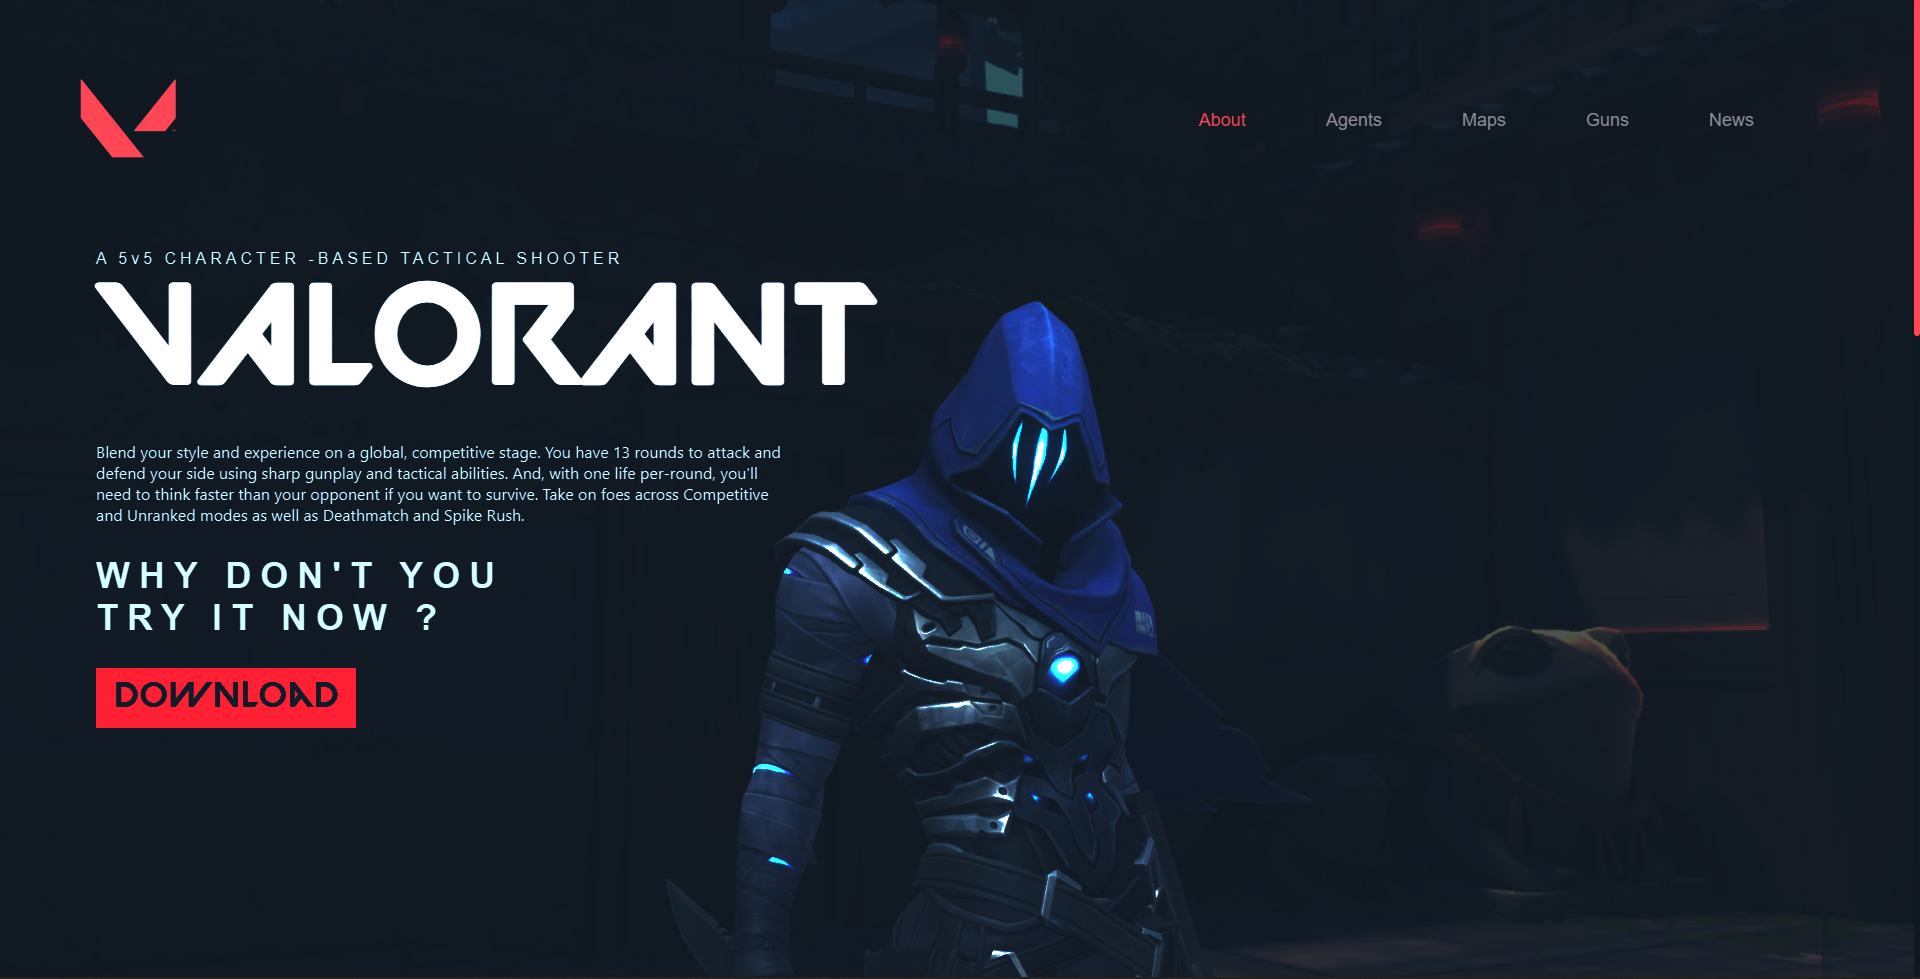 About Agents Maps Guns News
A 5v5 CHARACTER -BASED TACTICAL SHOOTER
VALORANT
Blend your style and experience on a global, competitive stage. You have 13 rounds to attack and
defend your side using sharp gunplay and tactical abilities. And, with one life per-round, you'll
need to think faster than your opponent if you want to survive. Take on foes across Competitive
and Unranked modes as well as Deathmatch and Spike Rush.
WHY DON'T YOU
TRY IT NOW ?
DOWNLOAD